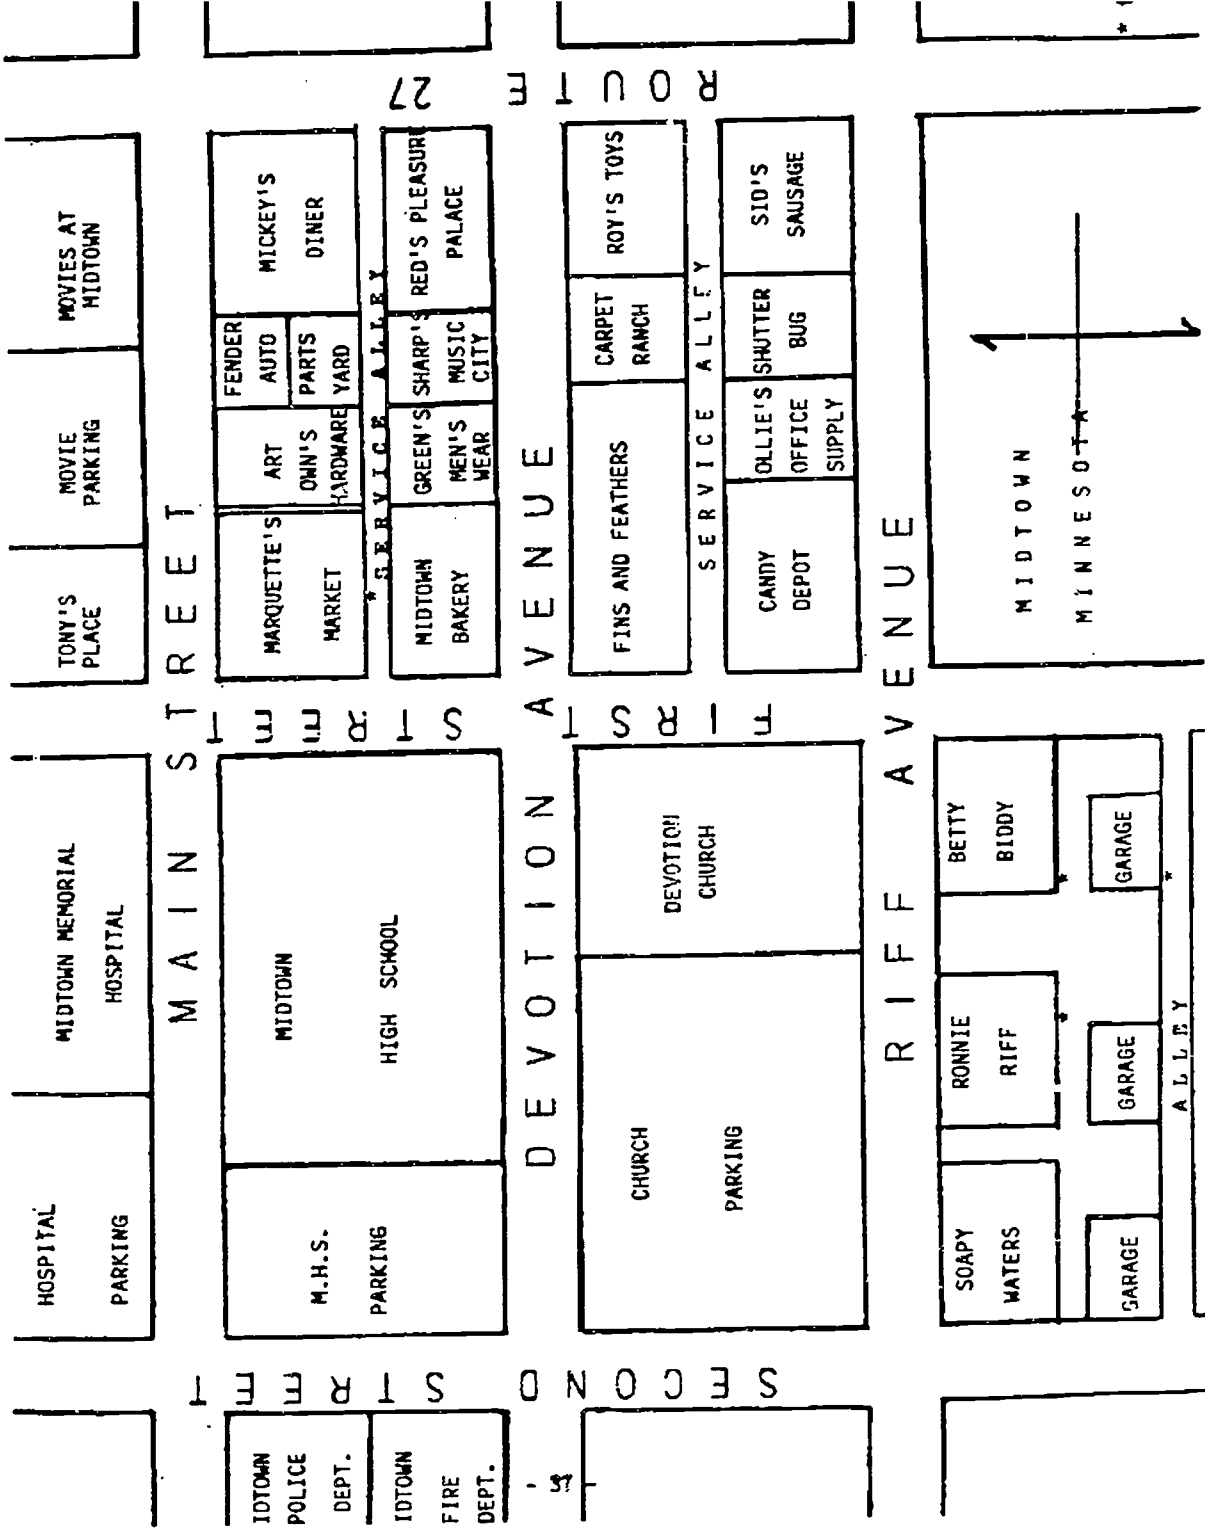 HOSPITAL
PARKING
MIDTOWN MEMORIAL
HOSPITAL
TONY'S
PLACE
MOVIE
PARKING
MOVIES AT
MIDTOWN
MAIN STREET
IDTOWN
POLICE
DEPT.
IDTOWN
FIRE
DEPT.
SECOND STREET
M.H.S.
PARKING
MIDTOWN
HIGH SCHOOL
FIRST STREET
MARQUETTE'S
MARKET
ART
OWN'S
HARDWARE
FENDER
AUTO
PARTS
YARD
MICKEY'S
DINER
*SERVICE ALLEY
MIDTOWN
BAKERY
GREEN'S
MEN'S
WEAR
SHARP'S
MUSIC
CITY
RED'S PLEASURE
PALACE
ROUTE 27
DEVOTION AVENUE
- 37
CHURCH
PARKING
DEVOTION
CHURCH
FINS AND FEATHERS
CARPET
RANCH
ROY'S TOYS
SERVICE ALLEY
CANDY
DEPOT
OLLIE'S
OFFICE
SUPPLY
SHUTTER
BUG
SID'S
SAUSAGE
RIFF AVENUE
SOAPY
WATERS
RONNIE
RIFF
BETTY
BIDDY
*
*
GARAGE
GARAGE
GARAGE
*
ALLEY
MIDTOWN
MINNESOTA
*